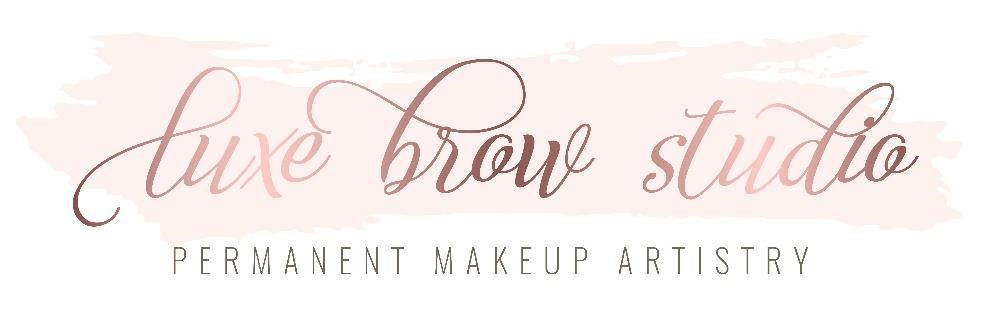 luxe brow studio
PERMANENT MAKEUP ARTISTRY